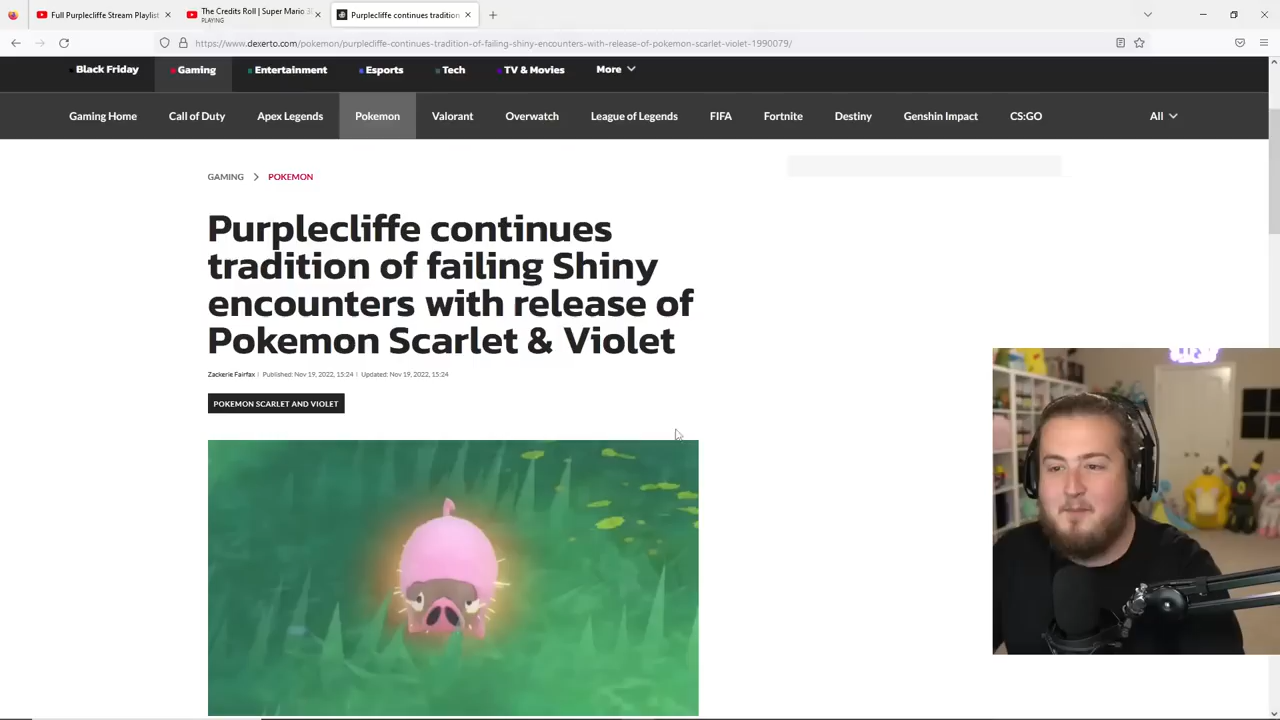 Full Purplecliffe Stream Playlist
The Credits Roll | Super Mario 3
PLAYING
Purplecliffe continues tradition
https://www.dexerto.com/pokemon/purplecliffe-continues-tradition-of-failing-shiny-encounters-with-release-of-pokemon-scarlet-violet-1990079/
Black Friday
Gaming
Entertainment
Esports
Tech
TV & Movies
More
Gaming Home
Call of Duty
Apex Legends
Pokemon
Valorant
Overwatch
League of Legends
FIFA
Fortnite
Destiny
Genshin Impact
CS:GO
All
GAMING > POKEMON
Purplecliffe continues
tradition of failing Shiny
encounters with release of
Pokemon Scarlet & Violet
Zackerie Fairfax | Published: Nov 19, 2022, 15:24 | Updated: Nov 19, 2022, 15:24
POKEMON SCARLET AND VIOLET